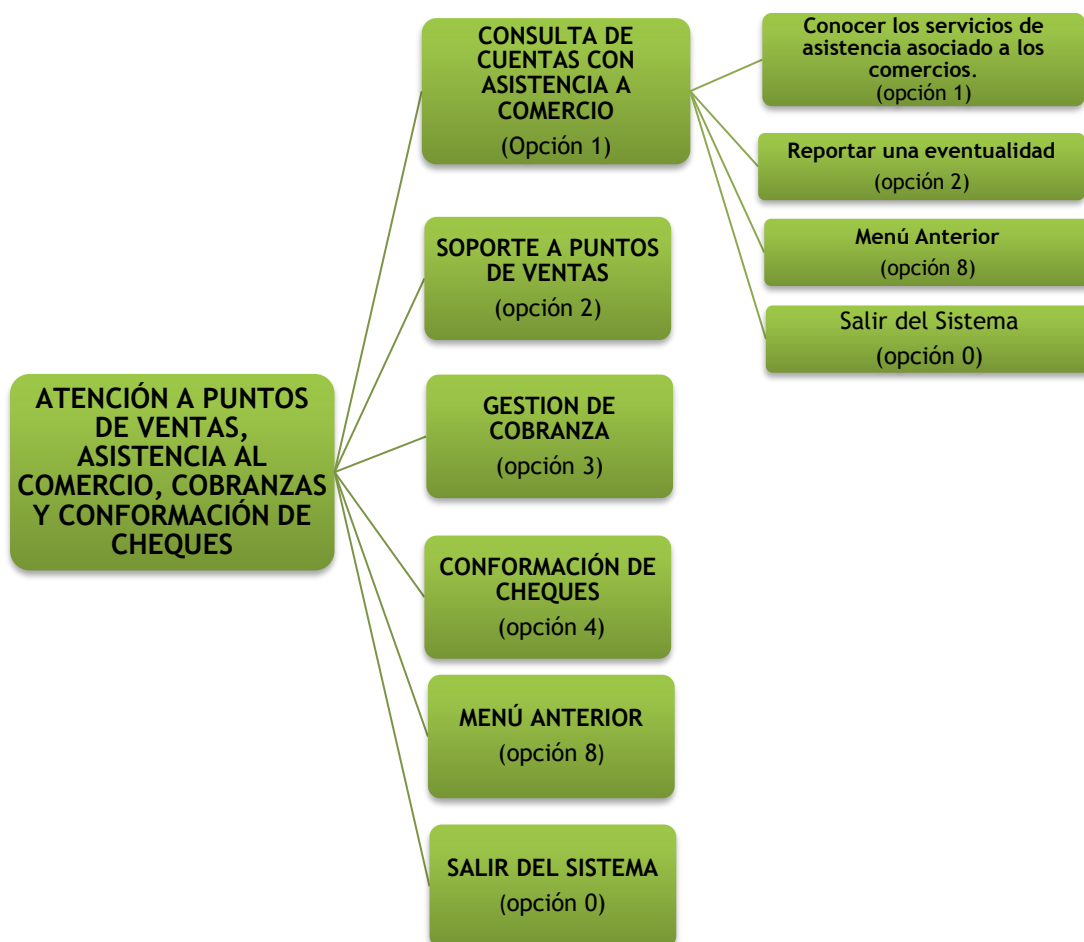 ATENCIÓN A PUNTOS
DE VENTAS,
ASISTENCIA AL
COMERCIO, COBRANZAS
Y CONFORMACIÓN DE
CHEQUES
CONSULTA DE
CUENTAS CON
ASISTENCIA A
COMERCIO
(Opción 1)
Conocer los servicios de
asistencia asociado a los
comercios.
(opción 1)
Reportar una eventualidad
(opción 2)
Menú Anterior
(opción 8)
Salir del Sistema
(opción 0)
SOPORTE A PUNTOS
DE VENTAS
(opción 2)
GESTION DE
COBRANZA
(opción 3)
CONFORMACIÓN DE
CHEQUES
(opción 4)
MENÚ ANTERIOR
(opción 8)
SALIR DEL SISTEMA
(opción 0)